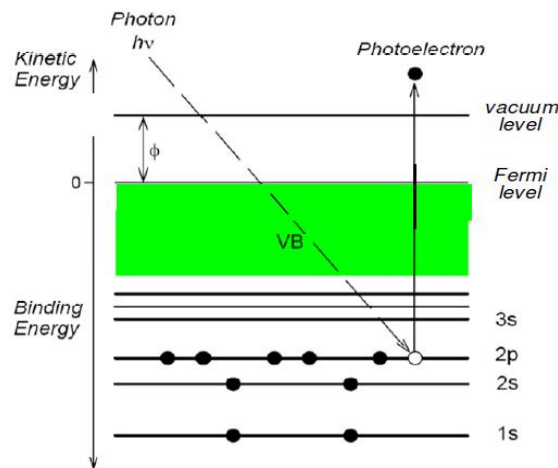 Photon
hν
Kinetic
Energy
Photoelectron
vacuum
level
ϕ
0
Fermi
level
VB
Binding
Energy
3s
2p
2s
1s